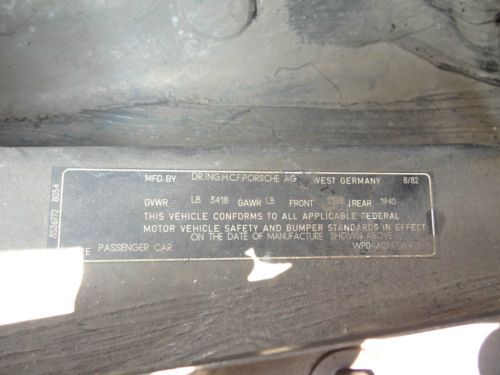 MFD. BY DR.ING.H.C.F.PORSCHE AG WEST GERMANY 8/82
GVWR LB 3418 GAWR LB FRONT REAR 1940
THIS VEHICLE CONFORMS TO ALL APPLICABLE FEDERAL
MOTOR VEHICLE SAFETY AND BUMPER STANDARDS IN EFFECT
ON THE DATE OF MANUFACTURE SHOWN ABOVE
PASSENGER CAR